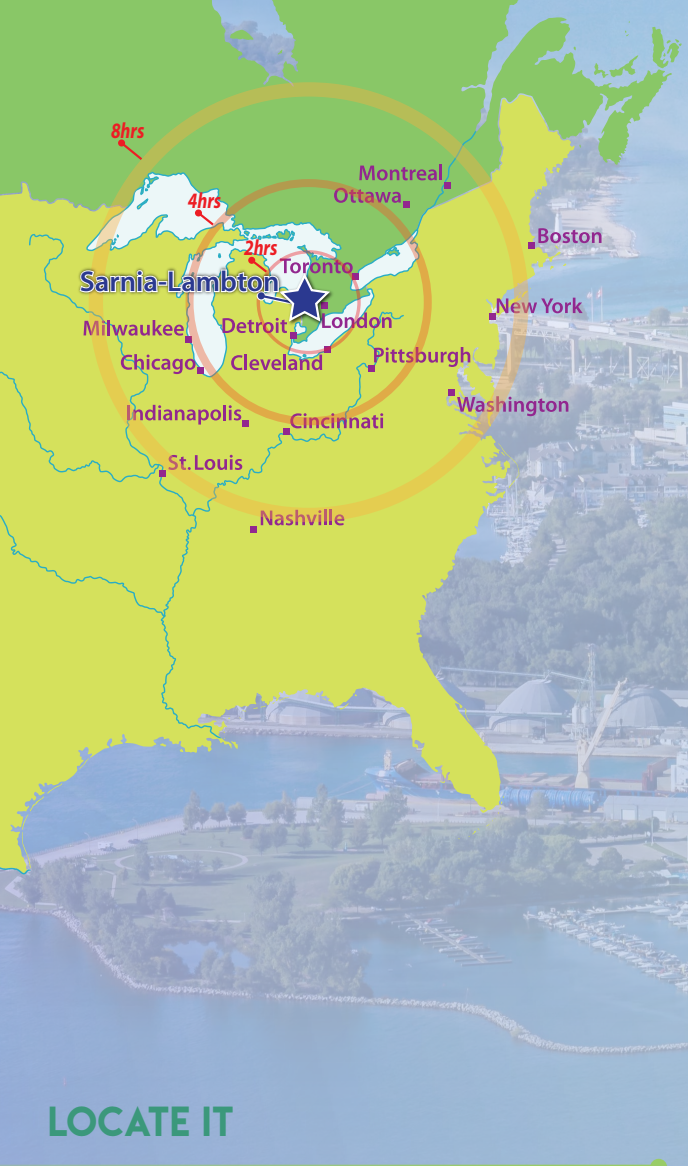 8hrs
Montreal
Ottawa
4hrs
Boston
2hrs
Toronto
Sarnia-Lambton
New York
Milwaukee
Detroit
London
Chicago
Cleveland
Pittsburgh
Washington
Indianapolis
Cincinnati
St. Louis
Nashville
LOCATE IT